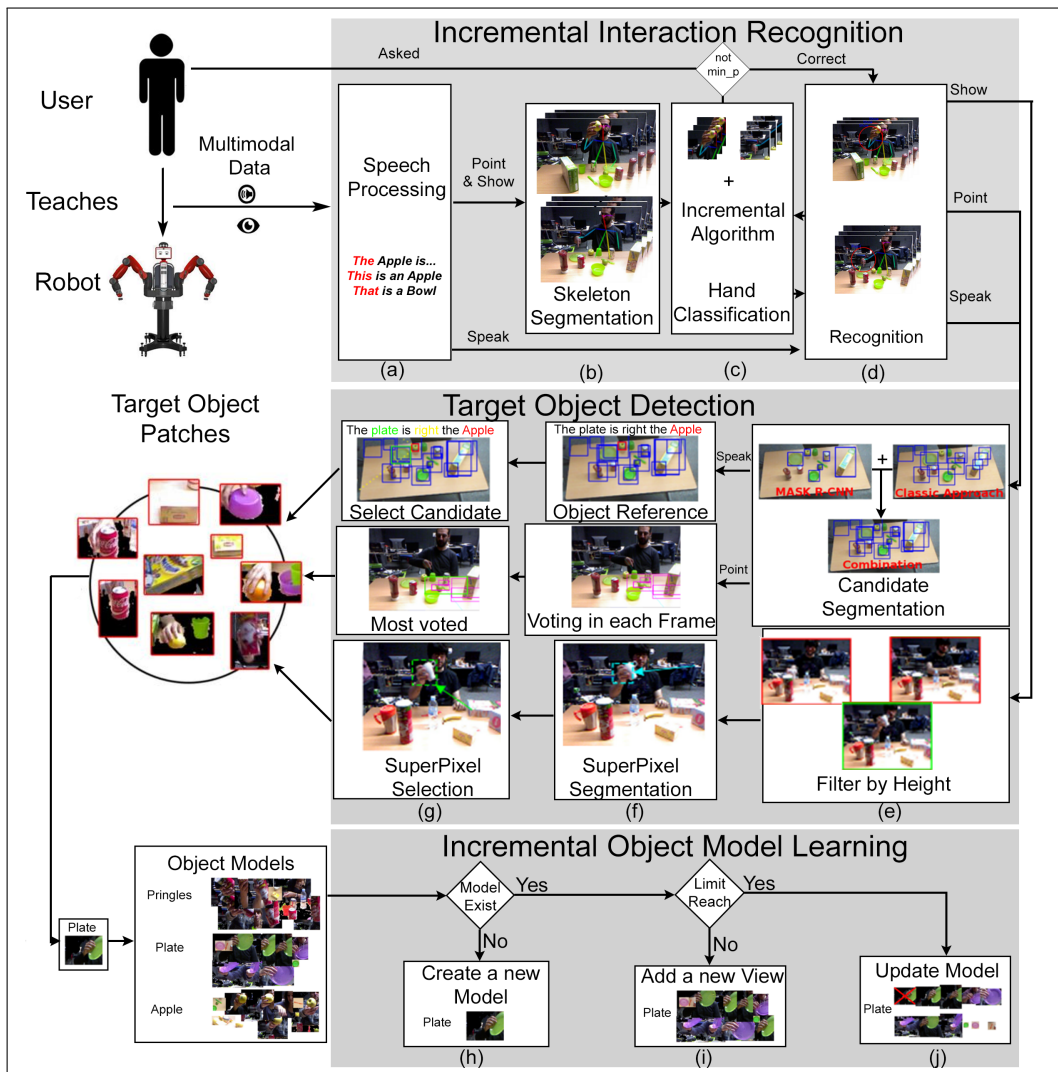 Incremental Interaction Recognition
Asked
not
min_p
Correct
User
Show
Multimodal
Data
Speech
Processing
Point
& Show
+
Incremental
Algorithm
Point
Teaches
The Apple is...
This is an Apple
That is a Bowl
Robot
Skeleton
Segmentation
Hand
Classification
Speak
Recognition
Speak
(a)
(b)
(c)
(d)
Target Object
Patches
Target Object Detection
The plate is right the Apple
The plate is right the Apple
Speak
+
MASK R-CNN
Classic Approach
Select Candidate
Object Reference
Combination
Point
Candidate
Segmentation
Most voted
Voting in each Frame
SuperPixel
Selection
SuperPixel
Segmentation
Filter by Height
(g)
(f)
(e)
Incremental Object Model Learning
Object Models
Pringles
Model
Exist
Yes
Limit
Reach
Yes
Plate
Plate
No
No
Create a new
Model
Plate
Add a new View
Plate
Update Model
Plate
Apple
(h)
(i)
(j)